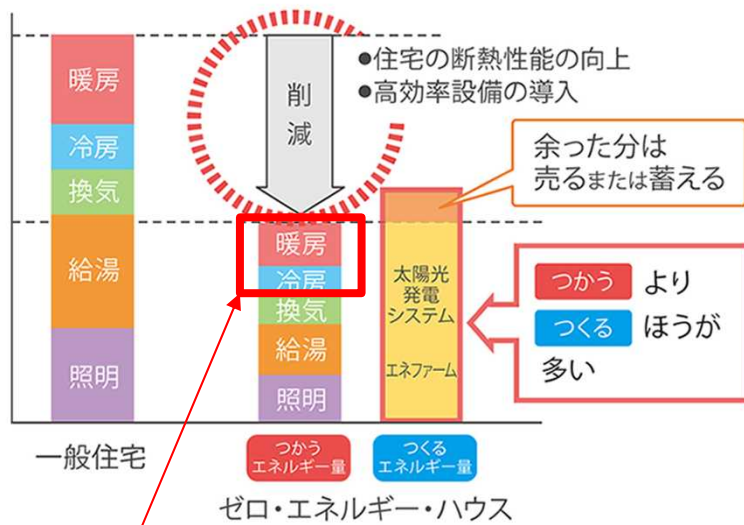 暖房
冷房
換気
給湯
照明
一般住宅
削
減
●住宅の断熱性能の向上
●高効率設備の導入
暖房
冷房
換気
給湯
照明
つかう
エネルギー量
余った分は
売るまたは蓄える
太陽光
発電
システム
エネファーム
つくる
エネルギー量
つかう より
つくる ほうが
多い
ゼロ・エネルギー・ハウス